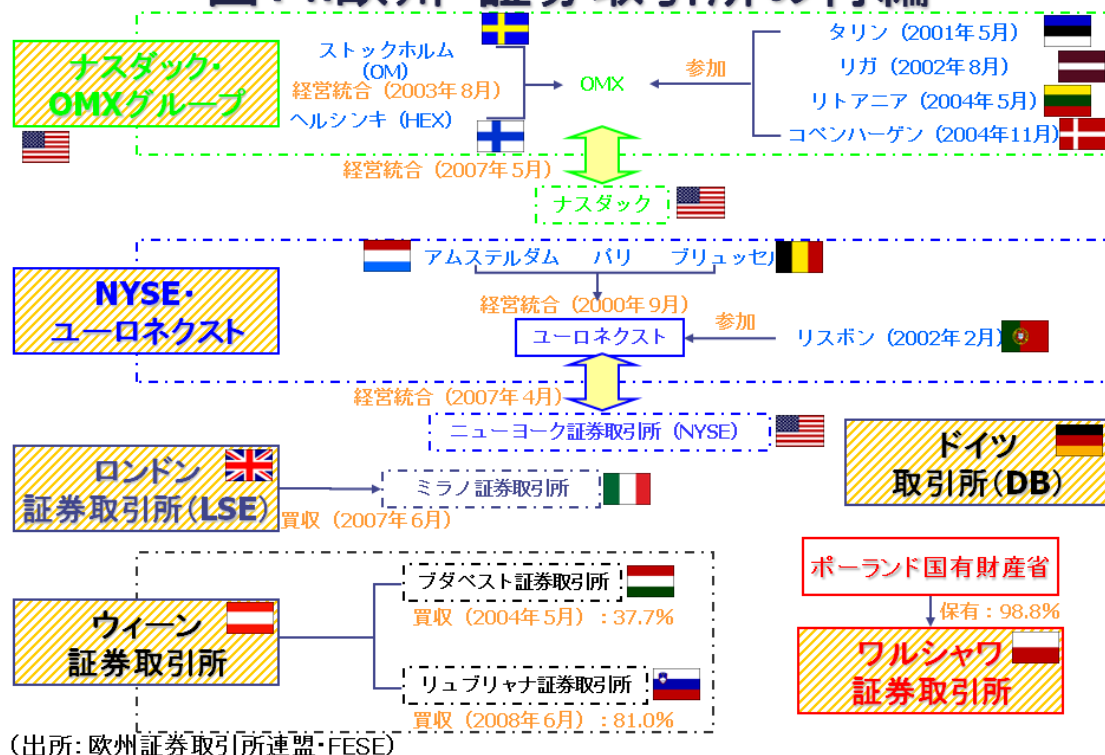 欧州 証券取引所の再編
ナスダック・
OMXグループ
ストックホルム
(OM)
経営統合（2003年8月）
ヘルシンキ（HEX）
OMX
参加
タリン（2001年5月）
リガ（2002年8月）
リトアニア（2004年5月）
コペンハーゲン（2004年11月）
経営統合（2007年5月）
ナスダック
NYSE・
ユーロネクスト
アムステルダム パリ ブリュッセル
経営統合（2000年9月）
ユーロネクスト
参加
リスボン（2002年2月）
経営統合（2007年4月）
ニューヨーク証券取引所（NYSE）
ロンドン
証券取引所（LSE）
買収（2007年6月）
ミラノ証券取引所
ドイツ
取引所（DB）
ウィーン
証券取引所
ブダペスト証券取引所
買収（2004年5月）：37.7%
リュブリャナ証券取引所
買収（2008年6月）：81.0%
ポーランド国有財産省
保有：98.8%
ワルシャワ
証券取引所
（出所：欧州証券取引所連盟・FESE）